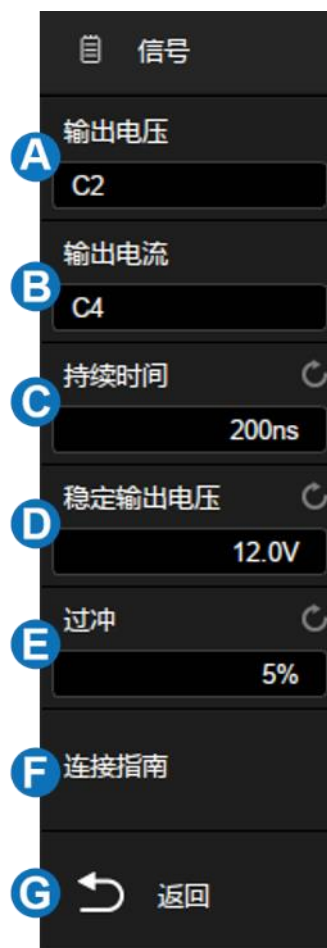 信号
A 输出电压
C2
B 输出电流
C4
C 持续时间
200ns
D 稳定输出电压
12.0V
E 过冲
5%
F 连接指南
G 返回